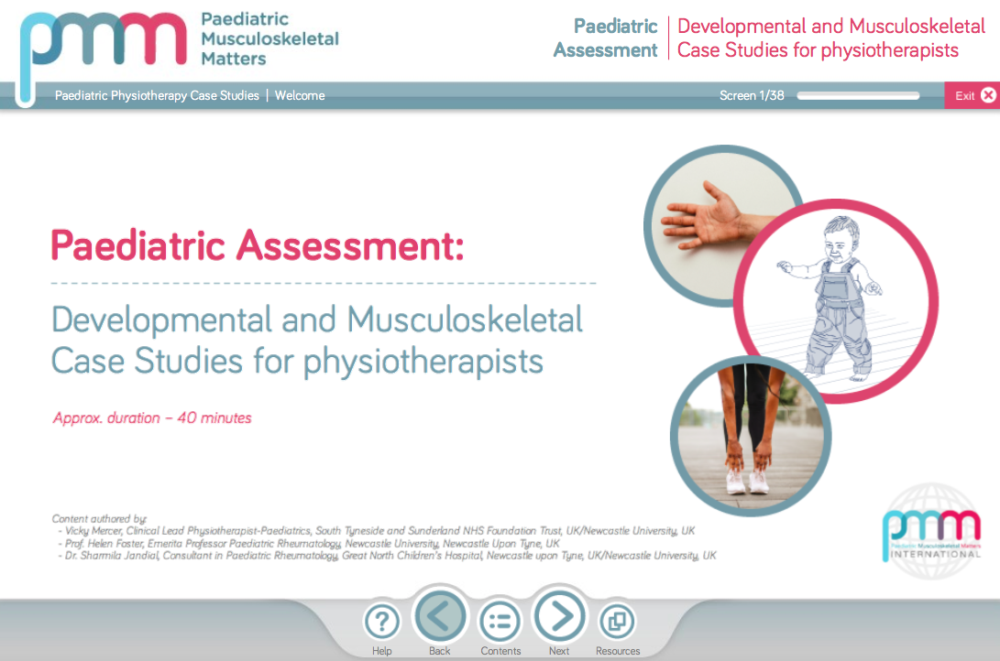 pmm
Paediatric
Musculoskeletal
Matters
Paediatric
Assessment
Developmental and Musculoskeletal
Case Studies for physiotherapists
Paediatric Physiotherapy Case Studies | Welcome
Screen 1/38
Exit
Paediatric Assessment:
Developmental and Musculoskeletal
Case Studies for physiotherapists
Approx. duration – 40 minutes
Content authored by:
- Vicky Mercer, Clinical Lead Physiotherapist-Paediatrics, South Tyneside and Sunderland NHS Foundation Trust, UK/Newcastle University, UK
- Prof. Helen Foster, Emerita Professor Paediatric Rheumatology, Newcastle University, Newcastle Upon Tyne, UK
- Dr. Sharmila Jandial, Consultant in Paediatric Rheumatology, Great North Children's Hospital, Newcastle upon Tyne, UK/Newcastle University, UK
pmm
Paediatric Musculoskeletal Matters
INTERNATIONAL
?
Help
Back
Contents
Next
Resources